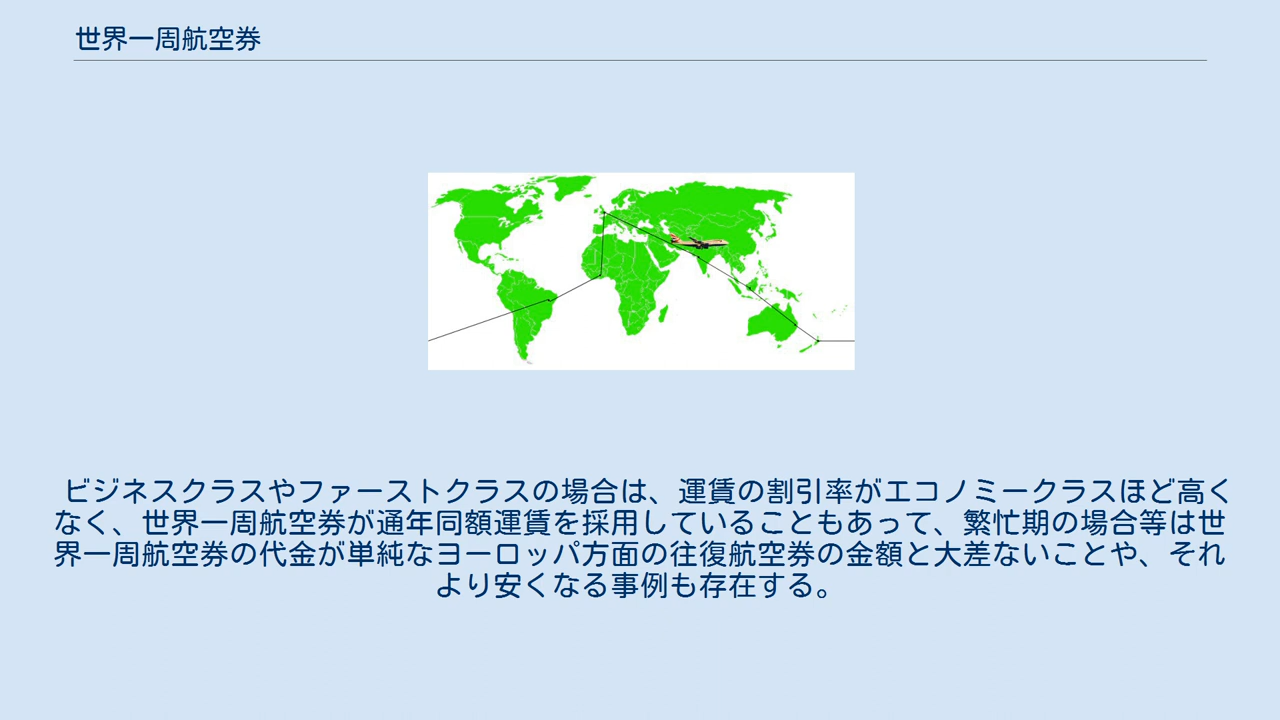 世界一周航空券
ビジネスクラスやファーストクラスの場合は、運賃の割引率がエコノミークラスほど高く
なく、世界一周航空券が通年同額運賃を採用していることもあって、繁忙期の場合等は世
界一周航空券の代金が単純なヨーロッパ方面の往復航空券の金額と大差ないことや、それ
より安くなる事例も存在する。